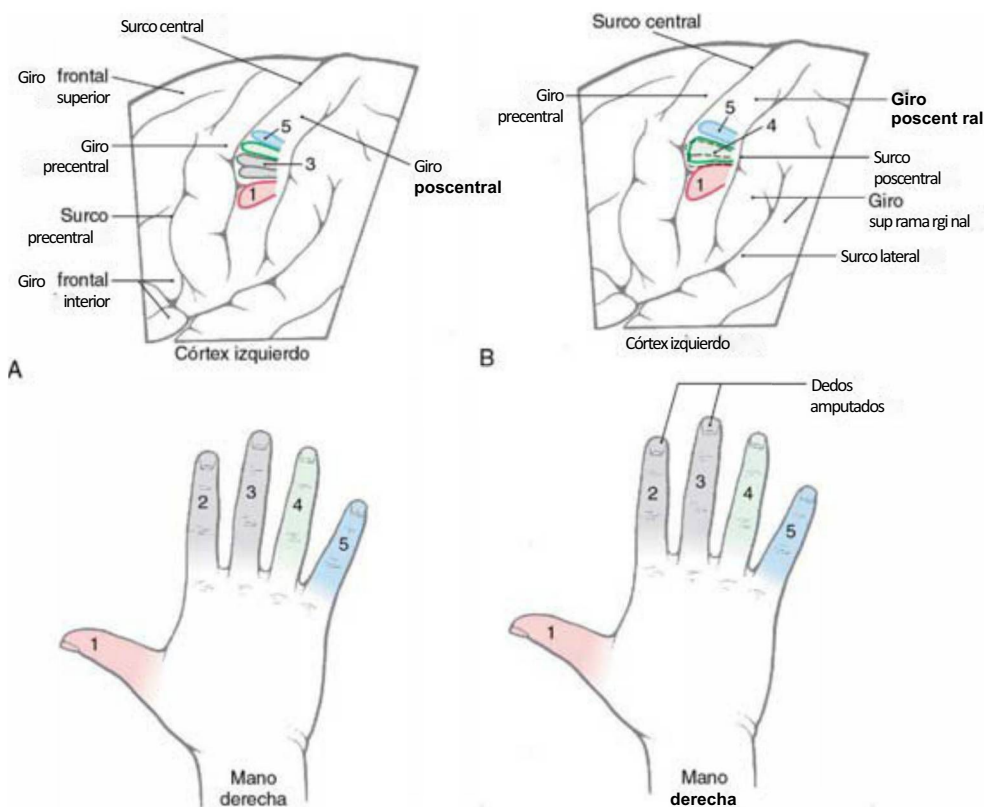 Surco central
Giro frontal
superior
Giro
precentral
Surco
precentral
Giro frontal
interior
5
3
1
Giro
poscentral
Córtex izquierdo
A
2
3
4
5
1
Mano
derecha
Surco central
Giro
precentral
Giro
poscent ral
5
4
1
Surco
poscentral
Giro
sup rama rgi nal
Surco lateral
Córtex izquierdo
B
Dedos
amputados
2
3
4
5
1
Mano
derecha